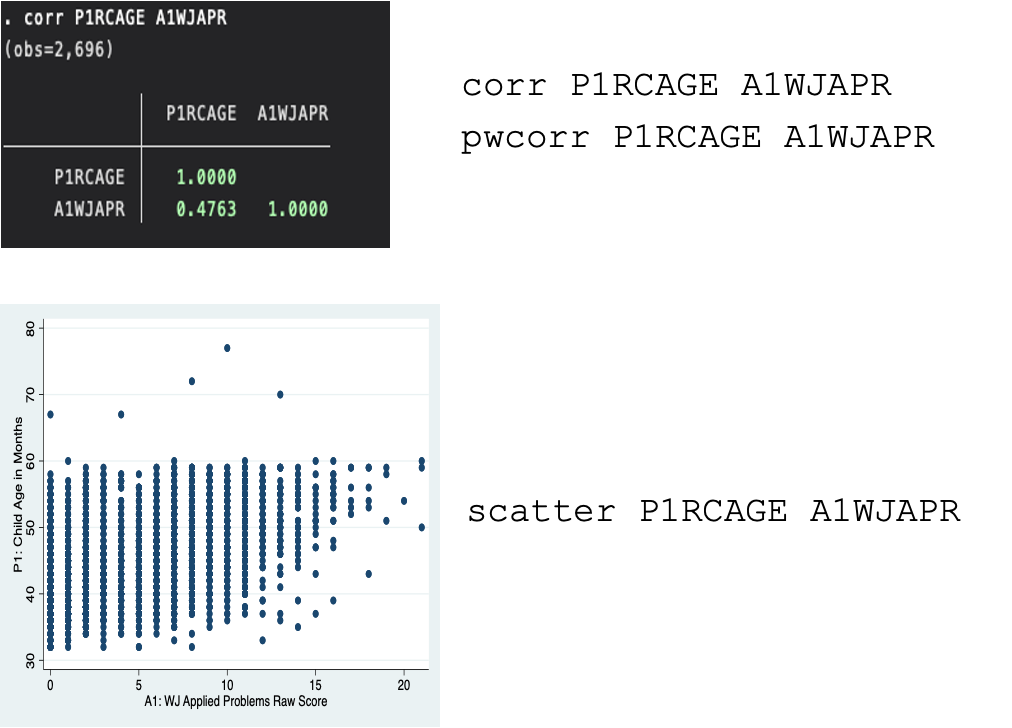 . corr P1RCAGE A1WJAPR
(obs=2,696)
P1RCAGE A1WJAPR
P1RCAGE 1.0000
A1WJAPR 0.4763 1.0000
corr P1RCAGE A1WJAPR
pwcorr P1RCAGE A1WJAPR
80
70
60
50
40
30
P1: Child Age in Months
0 5 10 15 20
A1: WJ Applied Problems Raw Score
scatter P1RCAGE A1WJAPR